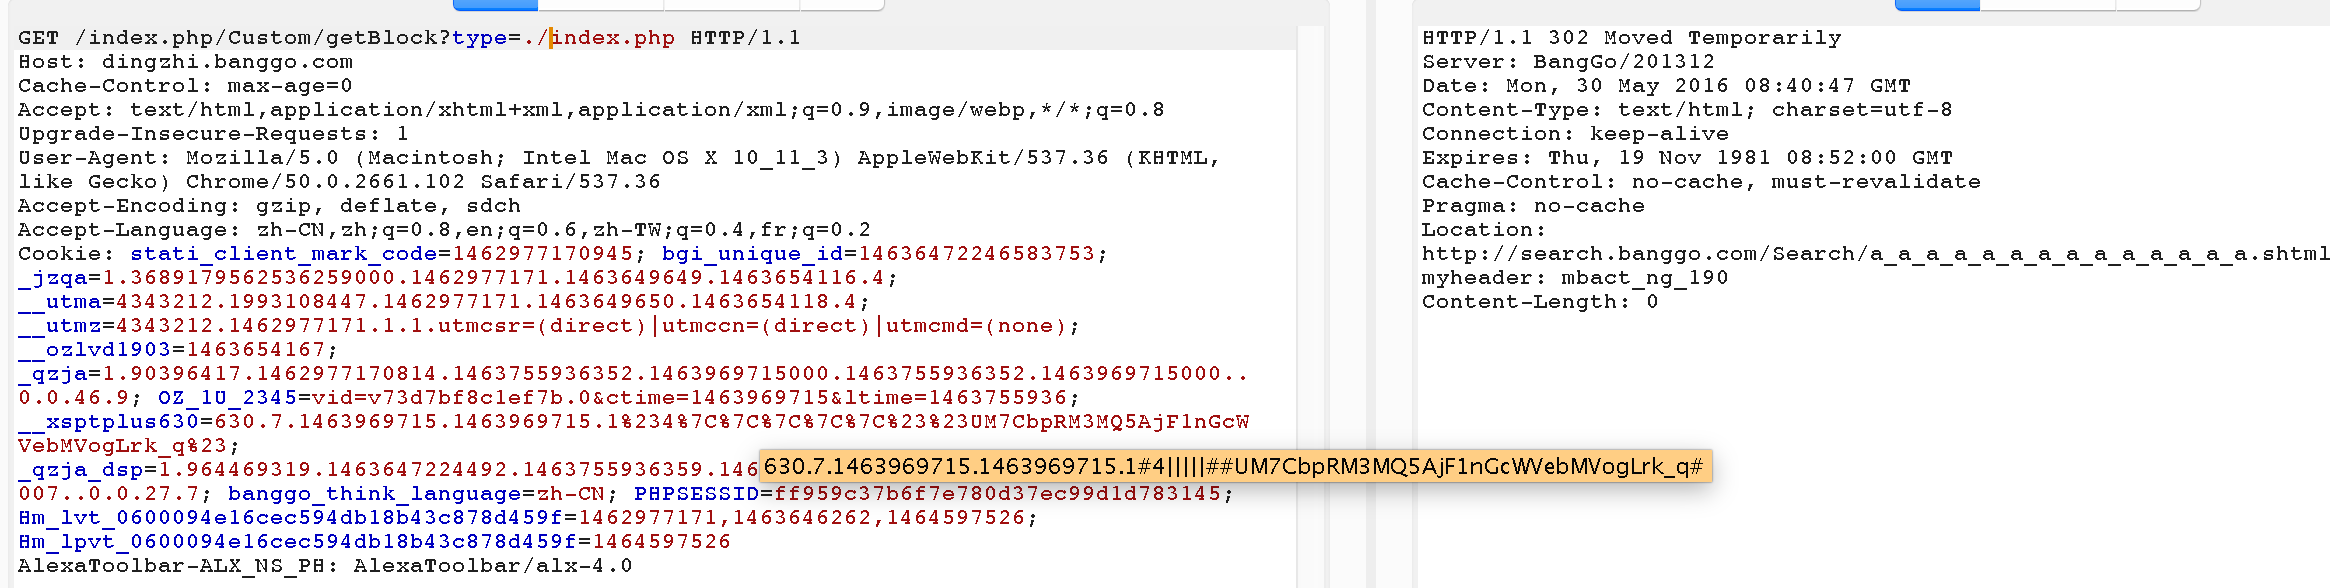 GET /index.php/Custom/getBlock?type=./index.php HTTP/1.1
Host: dingzhi.banggo.com
Cache-Control: max-age=0
Accept: text/html,application/xhtml+xml,application/xml;q=0.9,image/webp,*/*;q=0.8
Upgrade-Insecure-Requests: 1
User-Agent: Mozilla/5.0 (Macintosh; Intel Mac OS X 10_11_3) AppleWebKit/537.36 (KHTML,
like Gecko) Chrome/50.0.2661.102 Safari/537.36
Accept-Encoding: gzip, deflate, sdch
Accept-Language: zh-CN,zh;q=0.8,en;q=0.6,zh-TW;q=0.4,fr;q=0.2
Cookie: stati_client_mark_code=1462977170945; bgi_unique_id=14636472246583753;
_jzqa=1.3689179562536259000.1462977171.1463649649.1463654116.4;
__utma=4343212.1993108447.1462977171.1463649650.1463654118.4;
__utmz=4343212.1462977171.1.1.utmcsr=(direct)|utmccn=(direct)|utmcmd=(none);
__ozlvd1903=1463654167;
_qzja=1.90396417.1462977170814.1463755936352.1463969715000.1463755936352.1463969715000..
0.0.46.9; OZ_1U_2345=vid=v73d7bf8c1ef7b.0&ctime=1463969715&ltime=1463755936;
__xsptplus630=630.7.1463969715.1463969715.1%234%7C%7C%7C%7C%7C%23%23UM7CbpRM3MQ5AjF1nGcW
VebMVogLrk_q%23;
_qzja_dsp=1.964469319.1463647224492.1463755936359.146
630.7.1463969715.1463969715.1#4|||||##UM7CbpRM3MQ5AjF1nGcWVebMVogLrk_q#
007..0.0.27.7; banggo_think_language=zh-CN; PHPSESSID=ff959c37b6f7e780d37ec99d1d783145;
Hm_lvt_0600094e16cec594db18b43c878d459f=1462977171,1463646262,1464597526;
Hm_lpvt_0600094e16cec594db18b43c878d459f=1464597526
AlexaToolbar-ALX_NS_PH: AlexaToolbar/alx-4.0
HTTP/1.1 302 Moved Temporarily
Server: BangGo/201312
Date: Mon, 30 May 2016 08:40:47 GMT
Content-Type: text/html; charset=utf-8
Connection: keep-alive
Expires: Thu, 19 Nov 1981 08:52:00 GMT
Cache-Control: no-cache, must-revalidate
Pragma: no-cache
Location:
http://search.banggo.com/Search/a_a_a_a_a_a_a_a_a_a_a_a_a_a.shtml
myheader: mbact_ng_190
Content-Length: 0